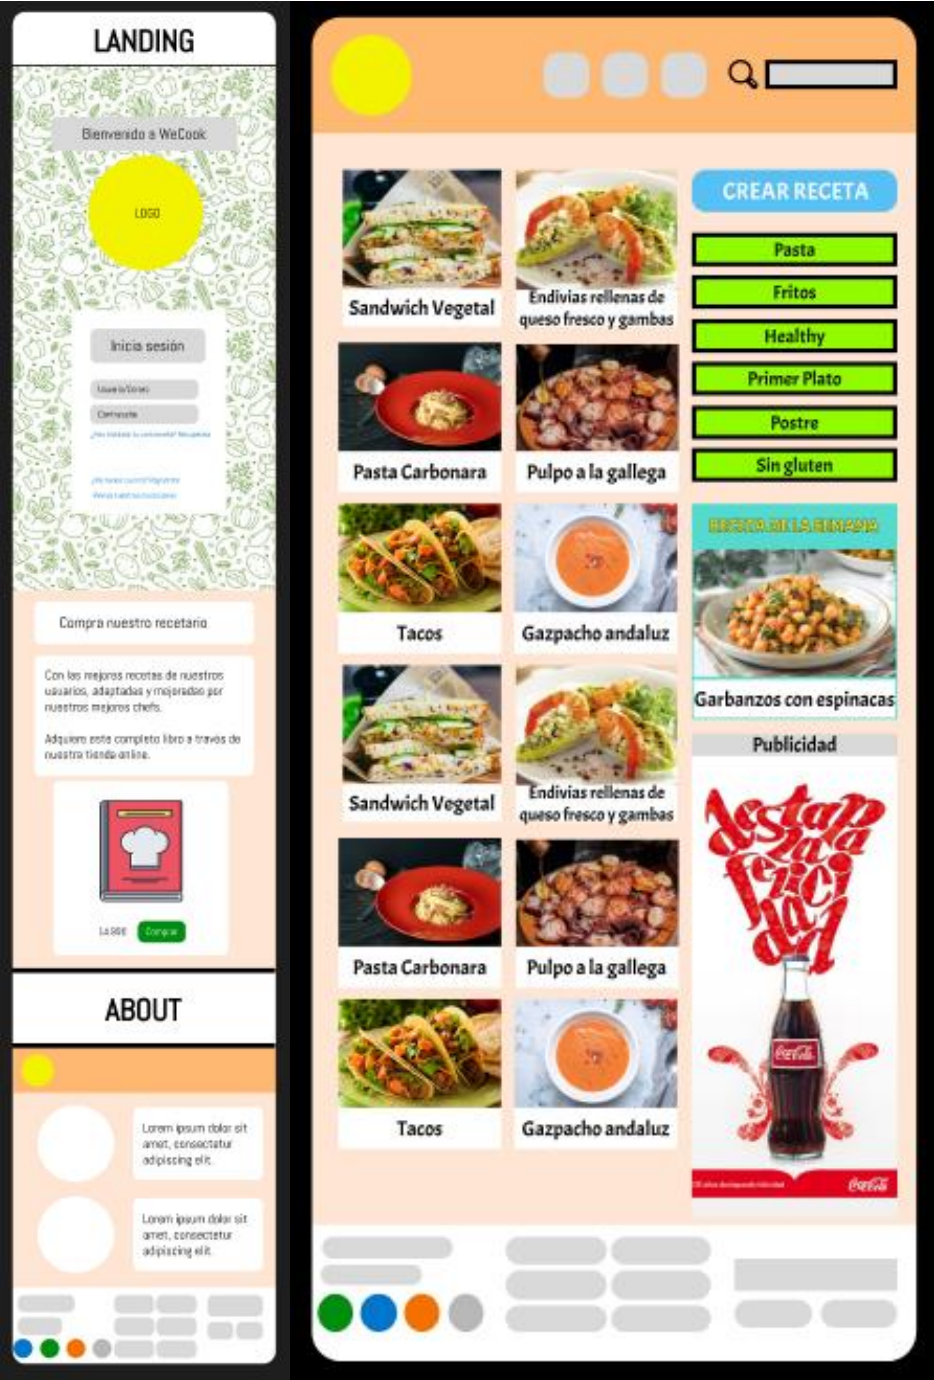 LANDING
Bienvenido a WeCook
LOGO
Inicia sesión
Compra nuestro recetario
Con las mejores recetas de nuestros
usuarios, adaptadas y mejoradas por
nuestros mejores chefs.
Adquiere este completo libro a través de
nuestra tienda online.
Comprar
ABOUT
Lorem ipsum dolor sit
amet, consectetur
adipiscing elit.
Lorem ipsum dolor sit
amet, consectetur
adipiscing elit.
Sandwich Vegetal
Endivias rellenas de
queso fresco y gambas
Pasta Carbonara
Pulpo a la gallega
Tacos
Gazpacho andaluz
Sandwich Vegetal
Endivias rellenas de
queso fresco y gambas
Pasta Carbonara
Pulpo a la gallega
Tacos
Gazpacho andaluz
CREAR RECETA
Pasta
Fritos
Healthy
Primer Plato
Postre
Sin gluten
RECETA DE LA SEMANA
Garbanzos con espinacas
Publicidad
destapa
la
felici
dad
Coca-Cola
Coca-Cola